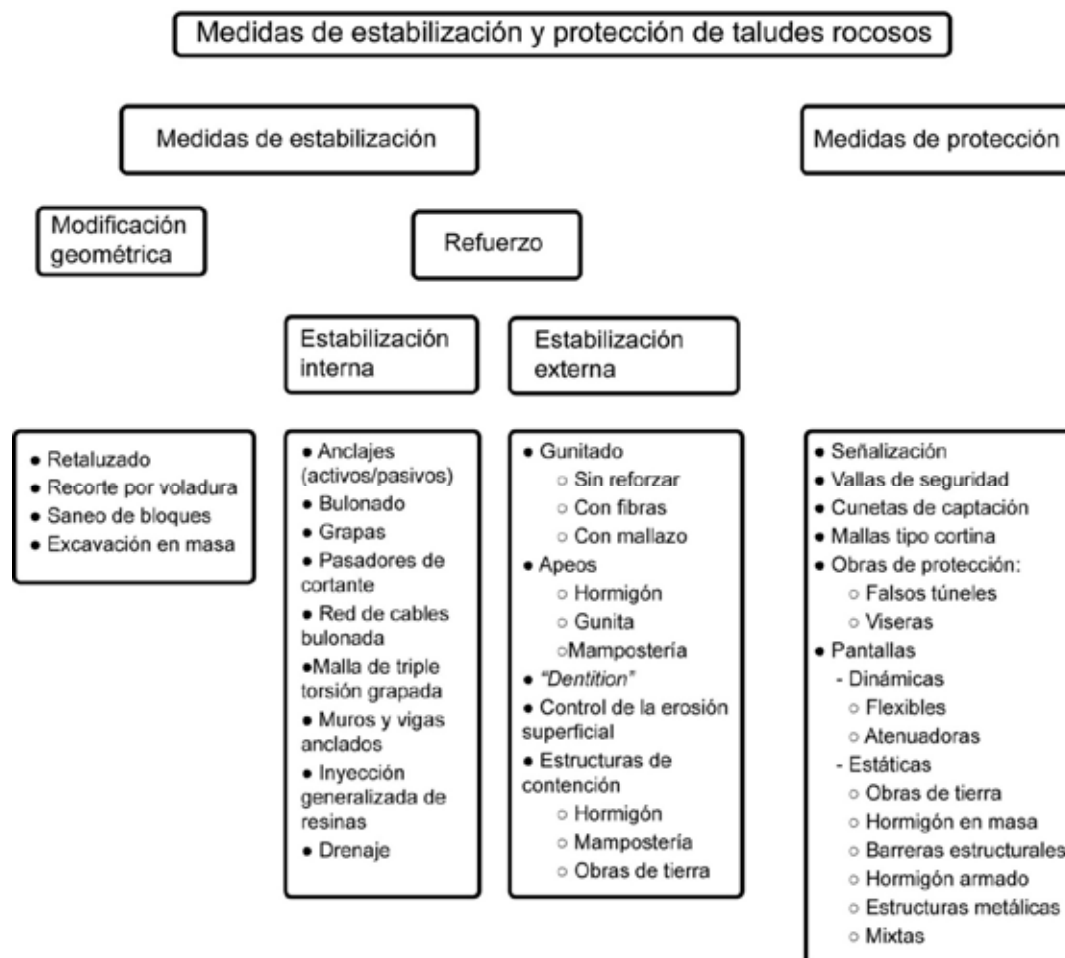 Medidas de estabilización y protección de taludes rocosos
Medidas de estabilización
Medidas de protección
Modificación
geométrica
Refuerzo
Estabilización
interna
Estabilización
externa
● Retaluzado
● Recorte por voladura
● Saneo de bloques
● Excavación en masa
● Anclajes
(activos/pasivos)
● Bulonado
● Grapas
● Pasadores de
cortante
● Red de cables
bulonada
●Malla de triple
torsión grapada
● Muros y vigas
anclados
● Inyección
generalizada de
resinas
● Drenaje
● Gunitado
○ Sin reforzar
○ Con fibras
○ Con mallazo
● Apeos
○ Hormigón
○ Gunita
○Mampostería
● "Dentition"
● Control de la erosión
superficial
● Estructuras de
contención
○ Hormigón
○ Mampostería
○ Obras de tierra
● Señalización
● Vallas de seguridad
● Cunetas de captación
● Mallas tipo cortina
● Obras de protección:
○ Falsos túneles
○ Viseras
● Pantallas
- Dinámicas
○ Flexibles
○ Atenuadoras
- Estáticas
○ Obras de tierra
○ Hormigón en masa
○ Barreras estructurales
○ Hormigón armado
○ Estructuras metálicas
○ Mixtas